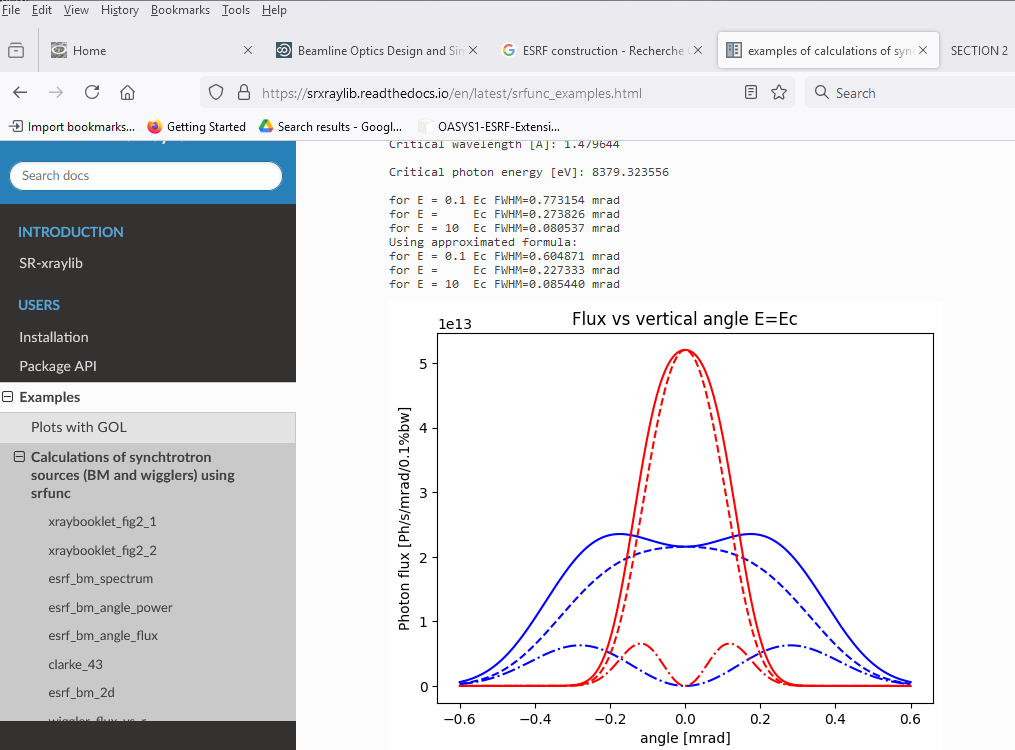 File Edit View History Bookmarks Tools Help
Home
Beamline Optics Design and Sim
ESRF construction - Recherche
examples of calculations of syn
SECTION 2
https://srxraylib.readthedocs.io/en/latest/srfunc_examples.html
Search
Import bookmarks...
Getting Started
Search results - Googl...
OASYS1-ESRF-Extensi...
Search docs
INTRODUCTION
SR-xraylib
USERS
Installation
Package API
Examples
Plots with GOL
Calculations of synchtrotron
sources (BM and wigglers) using
srfunc
xraybooklet_fig2_1
xraybooklet_fig2_2
esrf_bm_spectrum
esrf_bm_angle_power
esrf_bm_angle_flux
clarke_43
esrf_bm_2d
wiggler_flux_vs_r
Critical wavelength [A]: 1.479644
Critical photon energy [eV]: 8379.323556
for E = 0.1 Ec FWHM=0.773154 mrad
for E =     Ec FWHM=0.273826 mrad
for E = 10  Ec FWHM=0.080537 mrad
Using approximated formula:
for E = 0.1 Ec FWHM=0.604871 mrad
for E =     Ec FWHM=0.227333 mrad
for E = 10  Ec FWHM=0.085440 mrad
Flux vs vertical angle E=Ec
1e13
Photon flux [Ph/s/mrad/0.1%bw]
5
4
3
2
1
0
−0.6 −0.4 −0.2 0.0 0.2 0.4 0.6
angle [mrad]